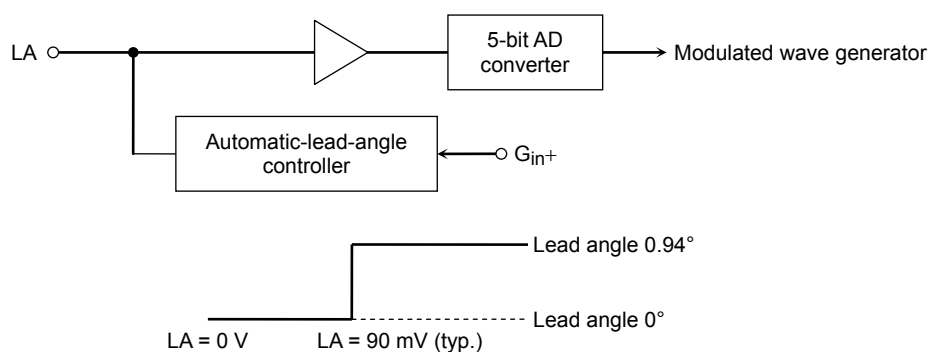 LA
5-bit AD
converter
Modulated wave generator
Automatic-lead-angle
controller
Gin+
Lead angle 0.94°
Lead angle 0°
LA = 0 V
LA = 90 mV (typ.)